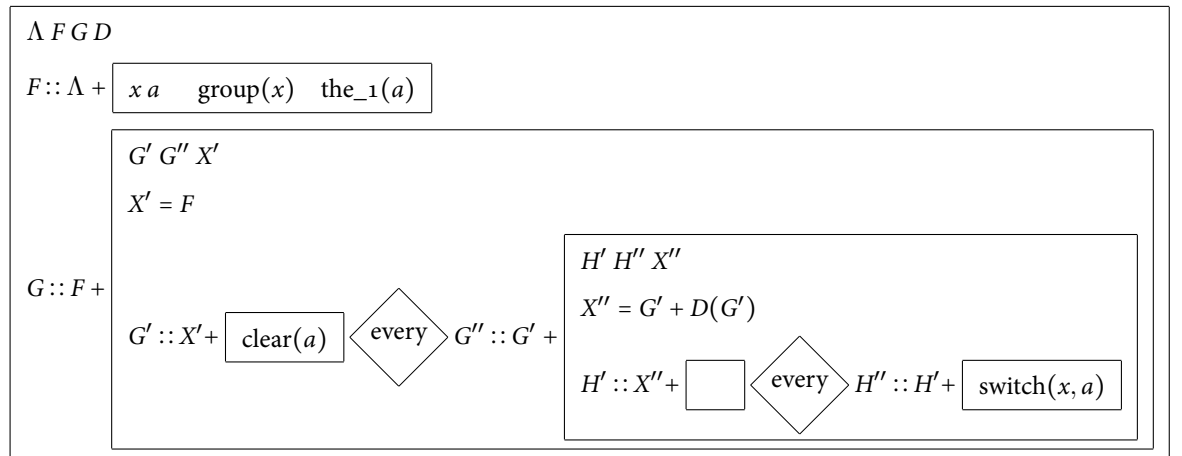 Λ F G D
F :: Λ + x a group(x) the_1(a)
G′ G″ X′
X′ = F
H′ H″ X″
X″ = G′ + D(G′)
G :: F +
G′ :: X′+ clear(a) every G″ :: G′ +
H′ :: X″+ every H″ :: H′+ switch(x, a)